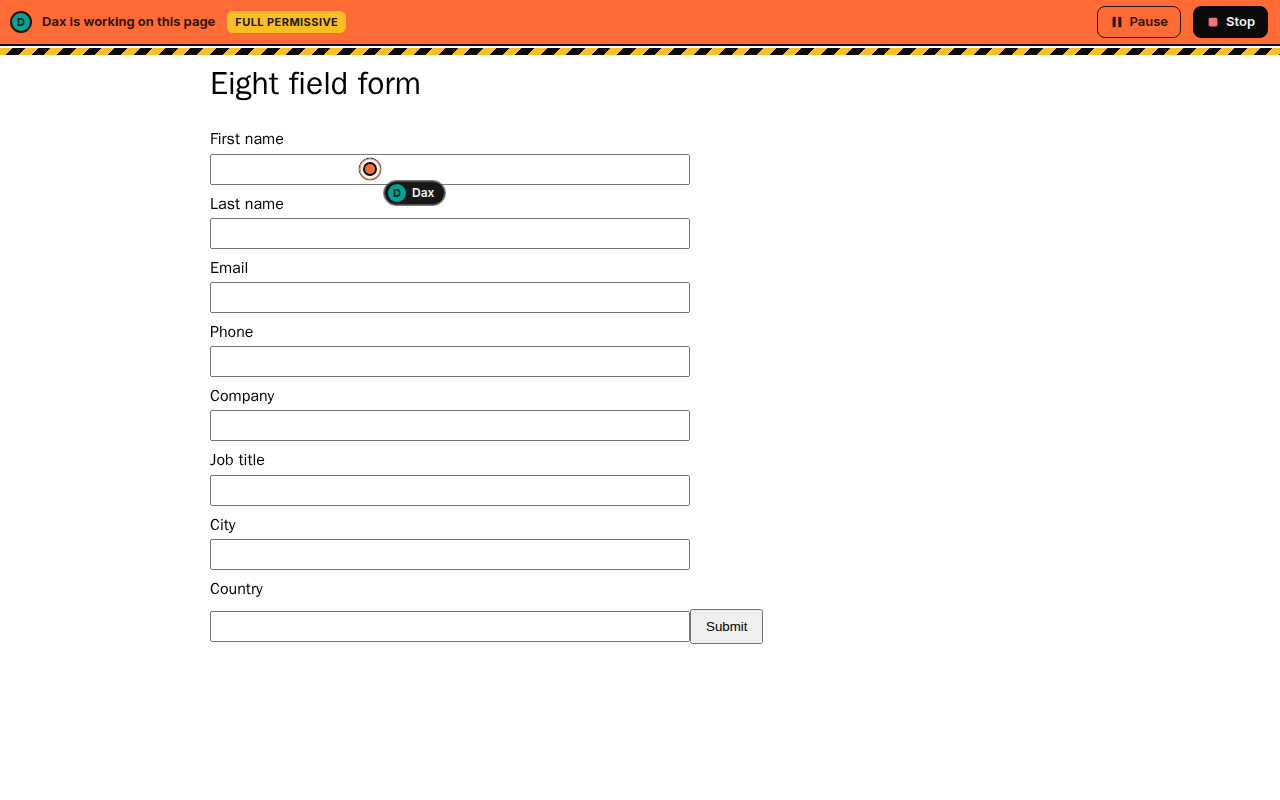 D Dax is working on this page FULL PERMISSIVE Pause Stop
Eight field form
First name
D Dax
Last name
Email
Phone
Company
Job title
City
Country
Submit